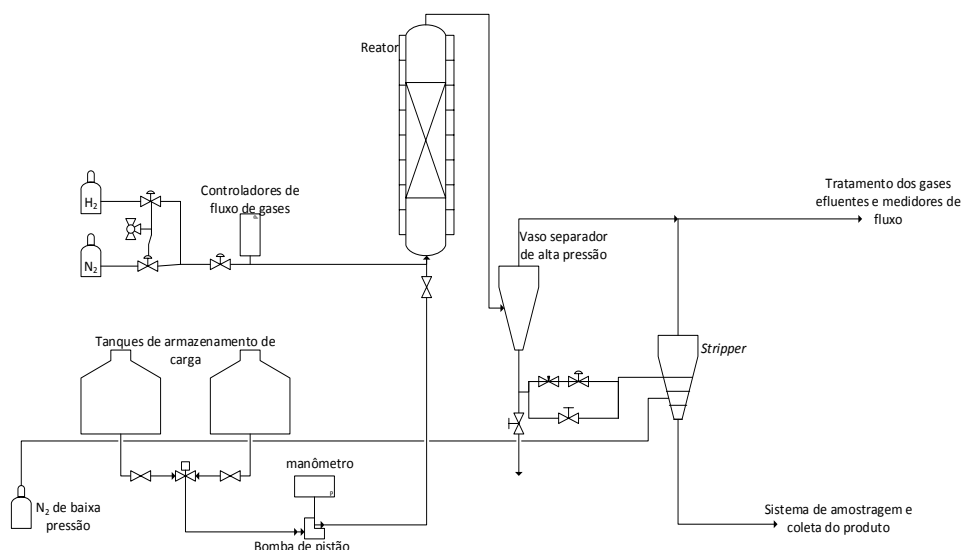 Reator
Controladores de
fluxo de gases
H2
N2
Tratamento dos gases
efluentes e medidores de
fluxo
Vaso separador
de alta pressão
Tanques de armazenamento de
carga
Stripper
manômetro
P
N2 de baixa
pressão
Bomba de pistão
Sistema de amostragem e
coleta do produto